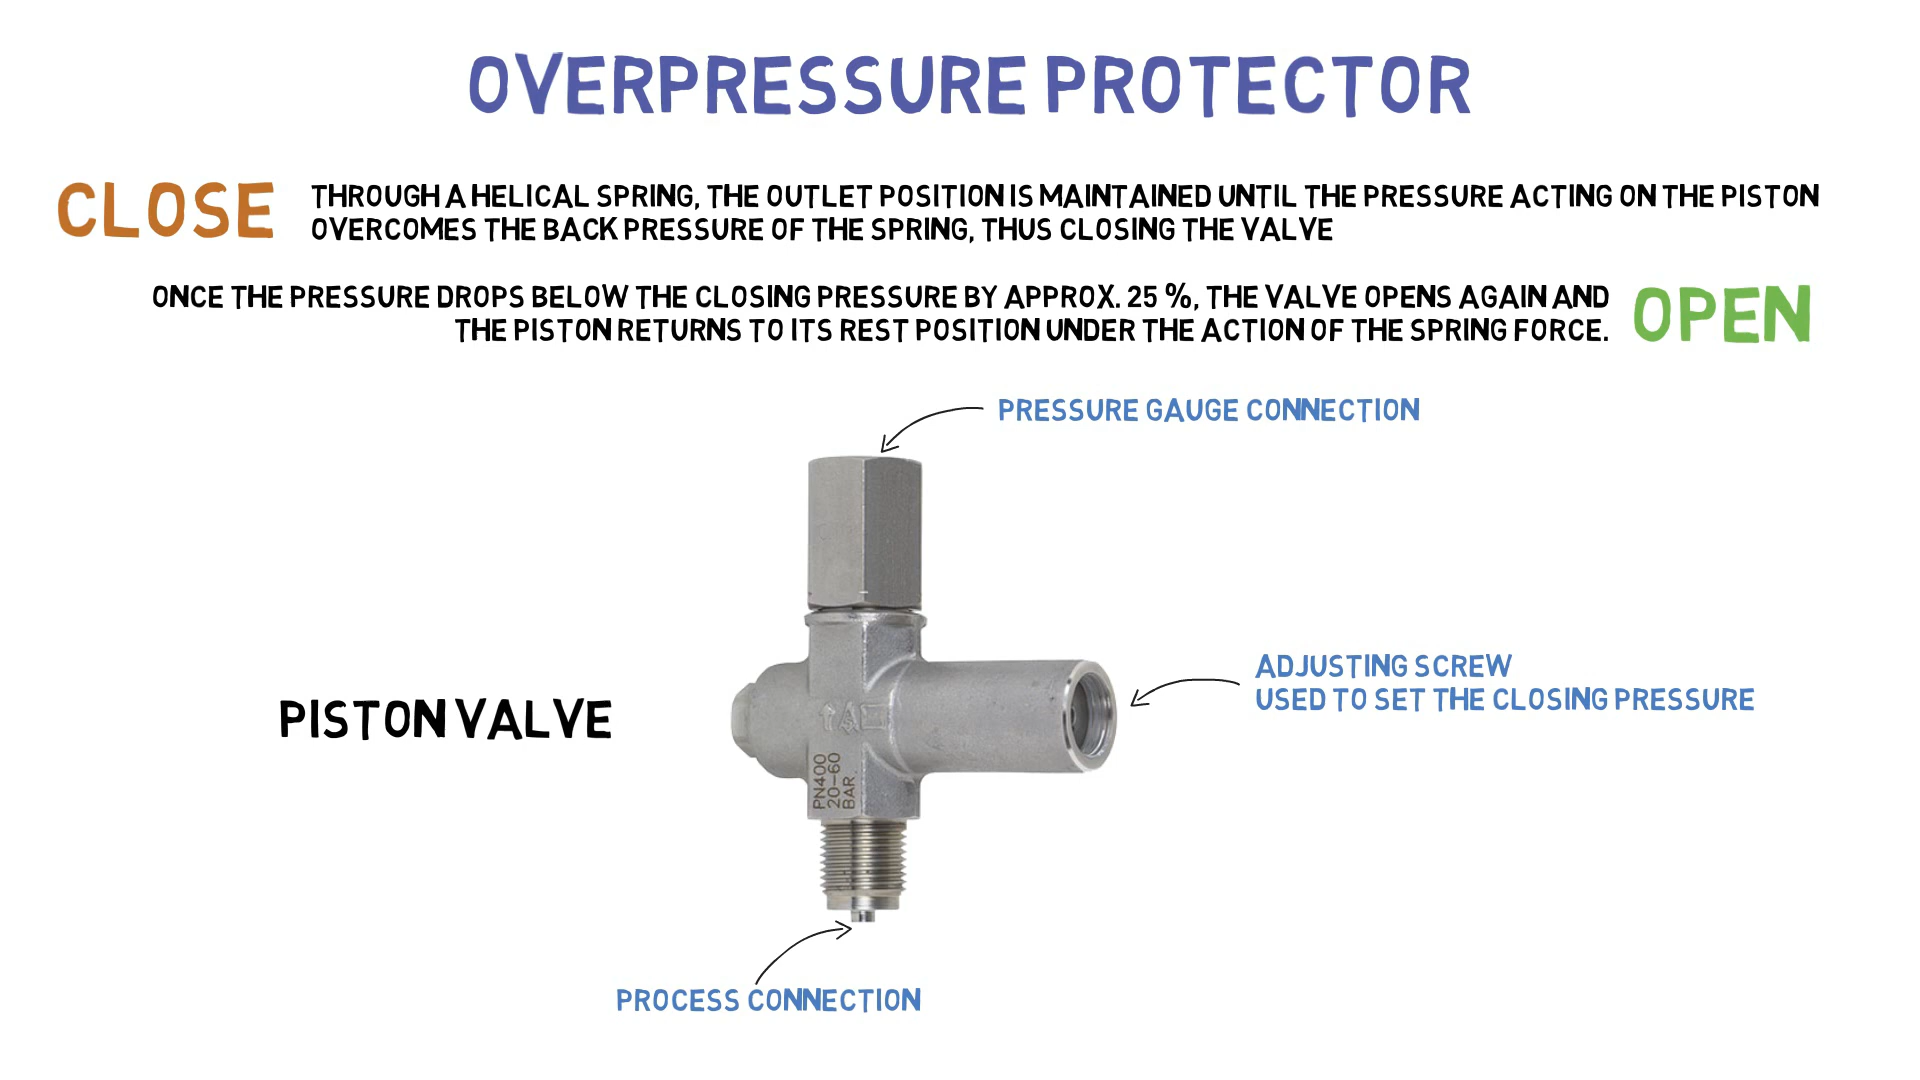 OVERPRESSURE PROTECTOR
CLOSE
THROUGH A HELICAL SPRING, THE OUTLET POSITION IS MAINTAINED UNTIL THE PRESSURE ACTING ON THE PISTON
OVERCOMES THE BACK PRESSURE OF THE SPRING, THUS CLOSING THE VALVE
ONCE THE PRESSURE DROPS BELOW THE CLOSING PRESSURE BY APPROX. 25 %, THE VALVE OPENS AGAIN AND
THE PISTON RETURNS TO ITS REST POSITION UNDER THE ACTION OF THE SPRING FORCE.
OPEN
PRESSURE GAUGE CONNECTION
ADJUSTING SCREW
USED TO SET THE CLOSING PRESSURE
PISTON VALVE
PN400
20-60
BAR
PROCESS CONNECTION